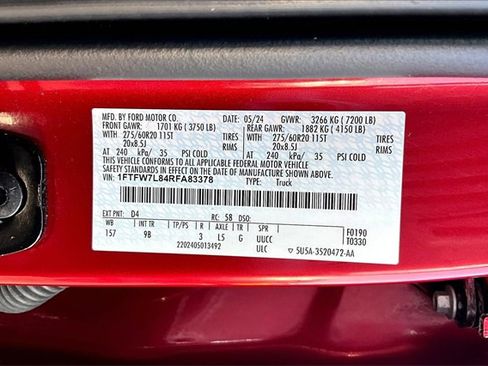 MFD. BY FORD MOTOR CO. 05/24 GVWR: 3266 KG ( 7200 LB)
FRONT GAWR: 1701 KG ( 3750 LB) REAR GAWR: 1882 KG ( 4150 LB)
WITH 275/60R20 115T TIRES WITH 275/60R20 115T TIRES
20x8.5J RIMS 20x8.5J RIMS
AT 240 kPa/ 35 PSI COLD AT 240 kPa/ 35 PSI COLD
THIS VEHICLE CONFORMS TO ALL APPLICABLE FEDERAL MOTOR VEHICLE
SAFETY STANDARDS IN EFFECT ON THE DATE OF MANUFACTURE SHOWN ABOVE.
VIN: 1FTFW7L84RFA83378 TYPE: Truck
EXT PNT: D4 RC: 58 DSO: F0190
WB INT TR TP/PS R AXLE TR SPR T0330
157 9B 3 L5 G UUCC
2202405013492 ULC 5U5A-3520472-AA